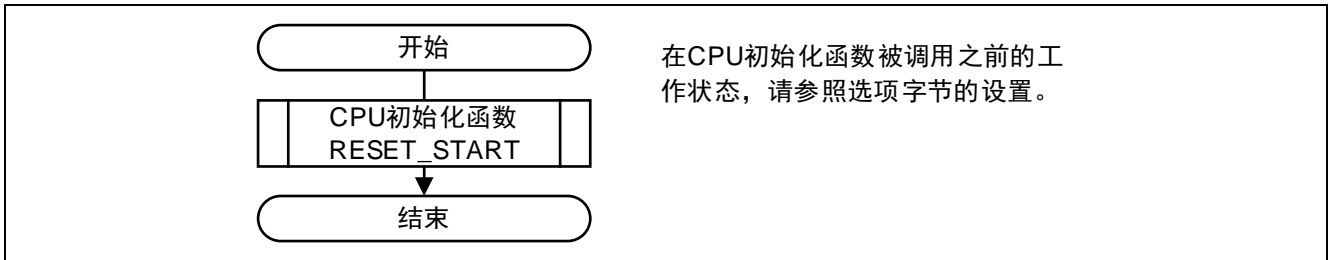 开始
CPU初始化函数
RESET_START
结束
在CPU初始化函数被调用之前的工
作状态，请参照选项字节的设置。